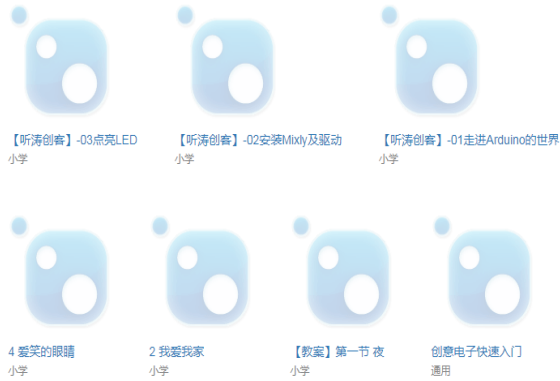 【听涛创客】-03点亮LED
小学
【听涛创客】-02安装Mixly及驱动
小学
【听涛创客】-01走进Arduino的世界
小学
4 爱笑的眼睛
小学
2 我爱我家
小学
【教案】第一节 夜
小学
创意电子快速入门
通用